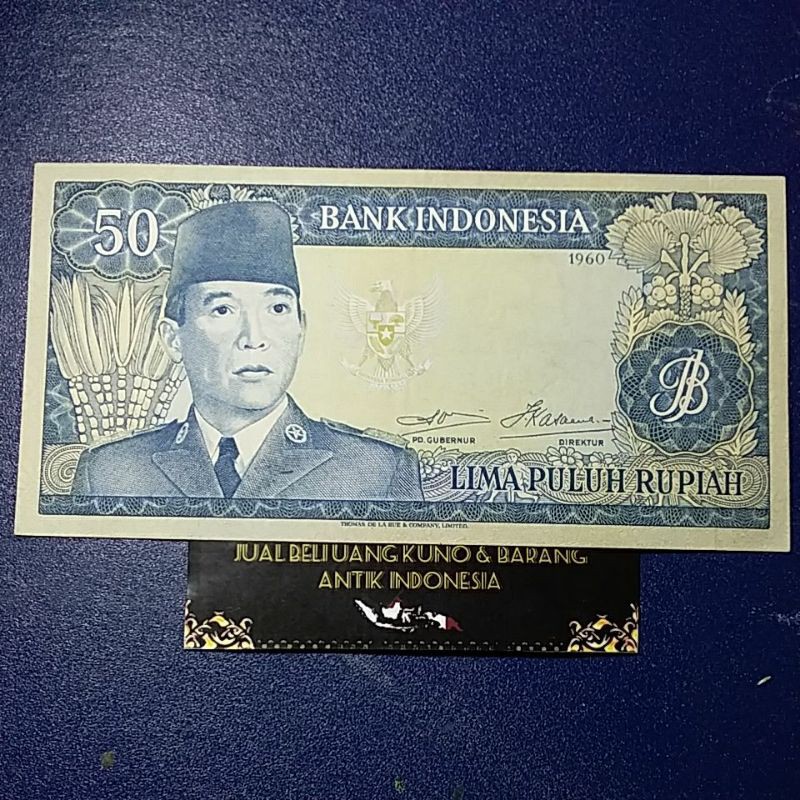 50
BANK INDONESIA
1960
PD. GUBERNUR
DIREKTUR
LIMA PULUH RUPIAH
THOMAS DE LA RUE & COMPANY, LIMITED.
JUAL BELI UANG KUNO & BARANG
ANTIK INDONESIA